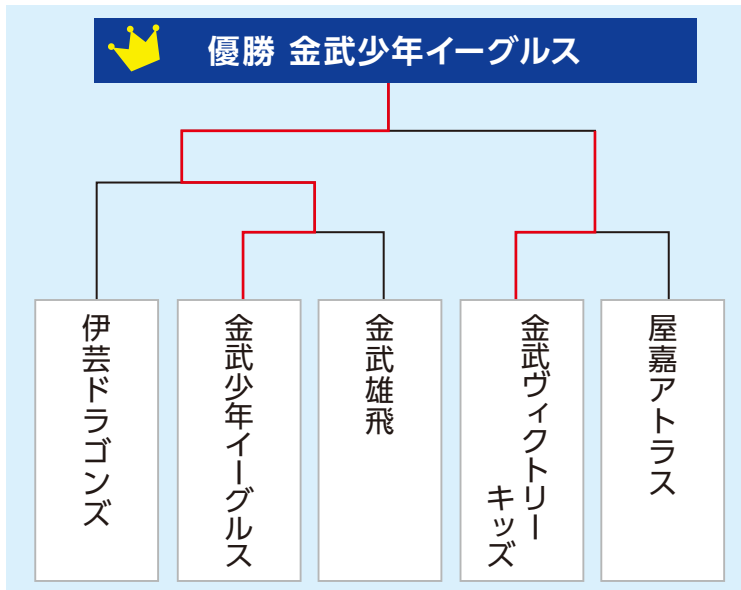 優勝 金武少年イーグルス
伊芸ドラゴンズ
金武少年イーグルス
金武雄飛
金武ヴィクトリー
キッズ
屋嘉アトラス